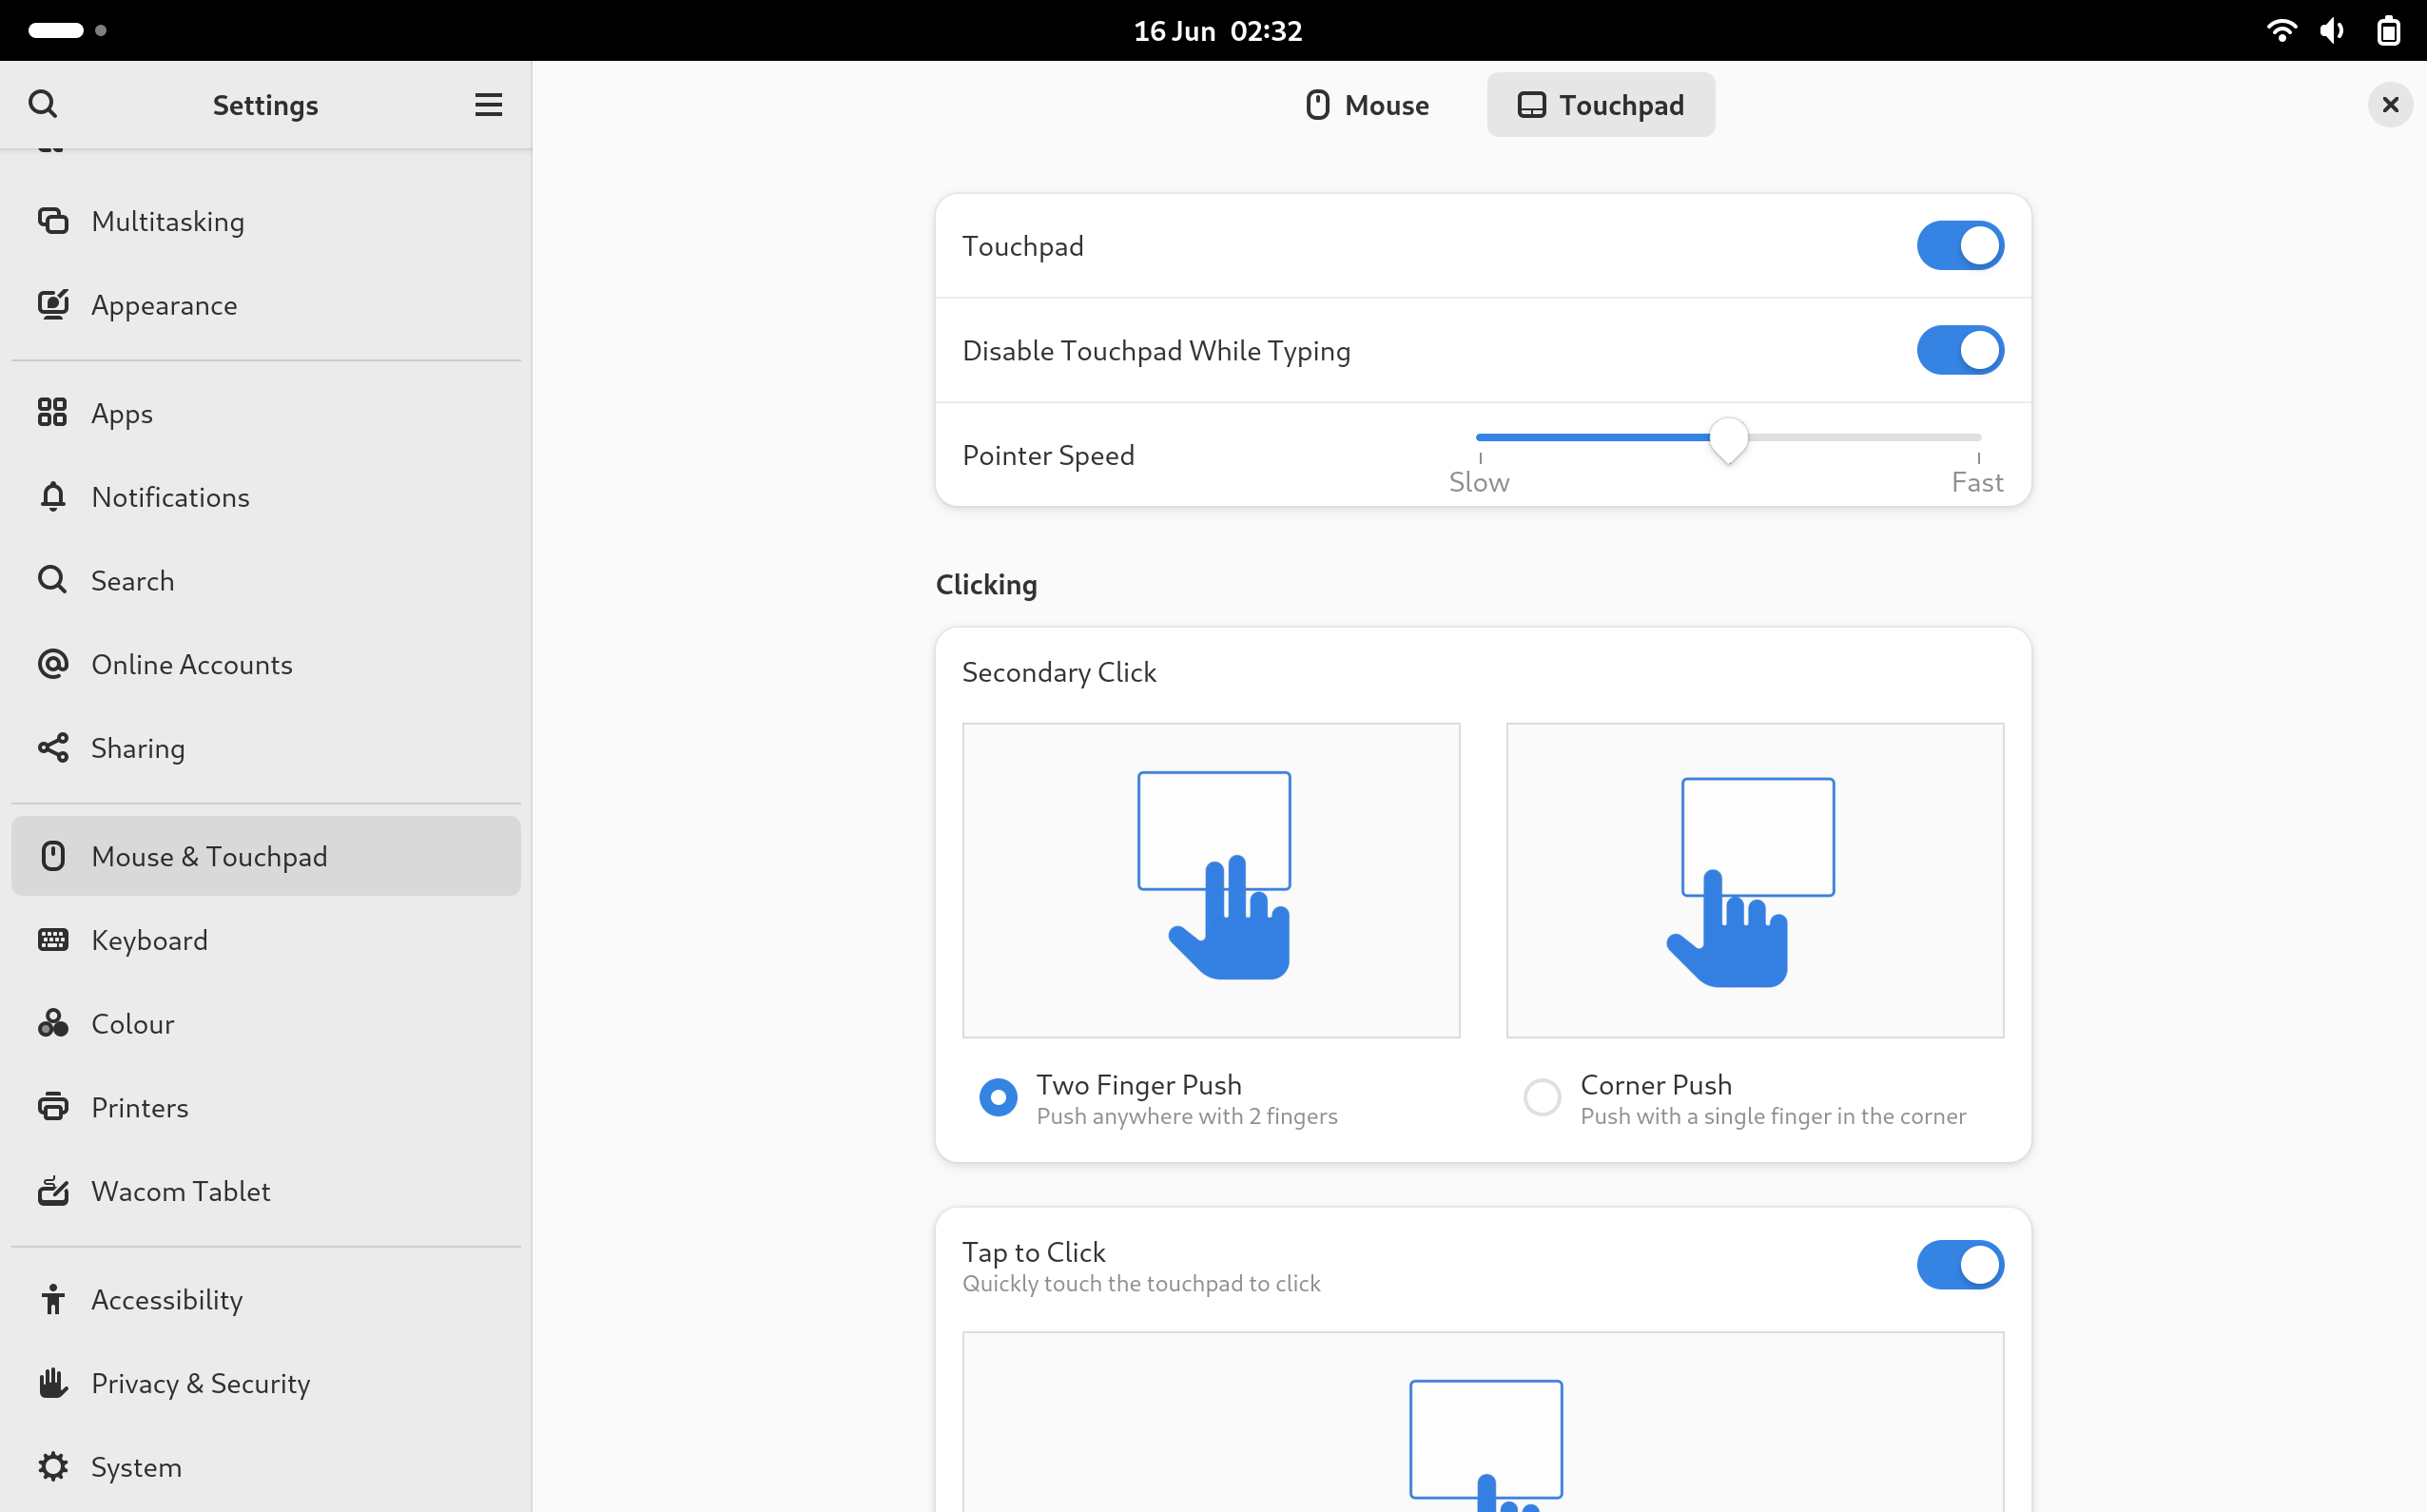 16 Jun 02:32
Settings
Multitasking
Appearance
Apps
Notifications
Search
Online Accounts
Sharing
Mouse & Touchpad
Keyboard
Colour
Printers
Wacom Tablet
Accessibility
Privacy & Security
System
Mouse
Touchpad
Touchpad
Disable Touchpad While Typing
Pointer Speed
Slow
Fast
Clicking
Secondary Click
Two Finger Push
Push anywhere with 2 fingers
Corner Push
Push with a single finger in the corner
Tap to Click
Quickly touch the touchpad to click